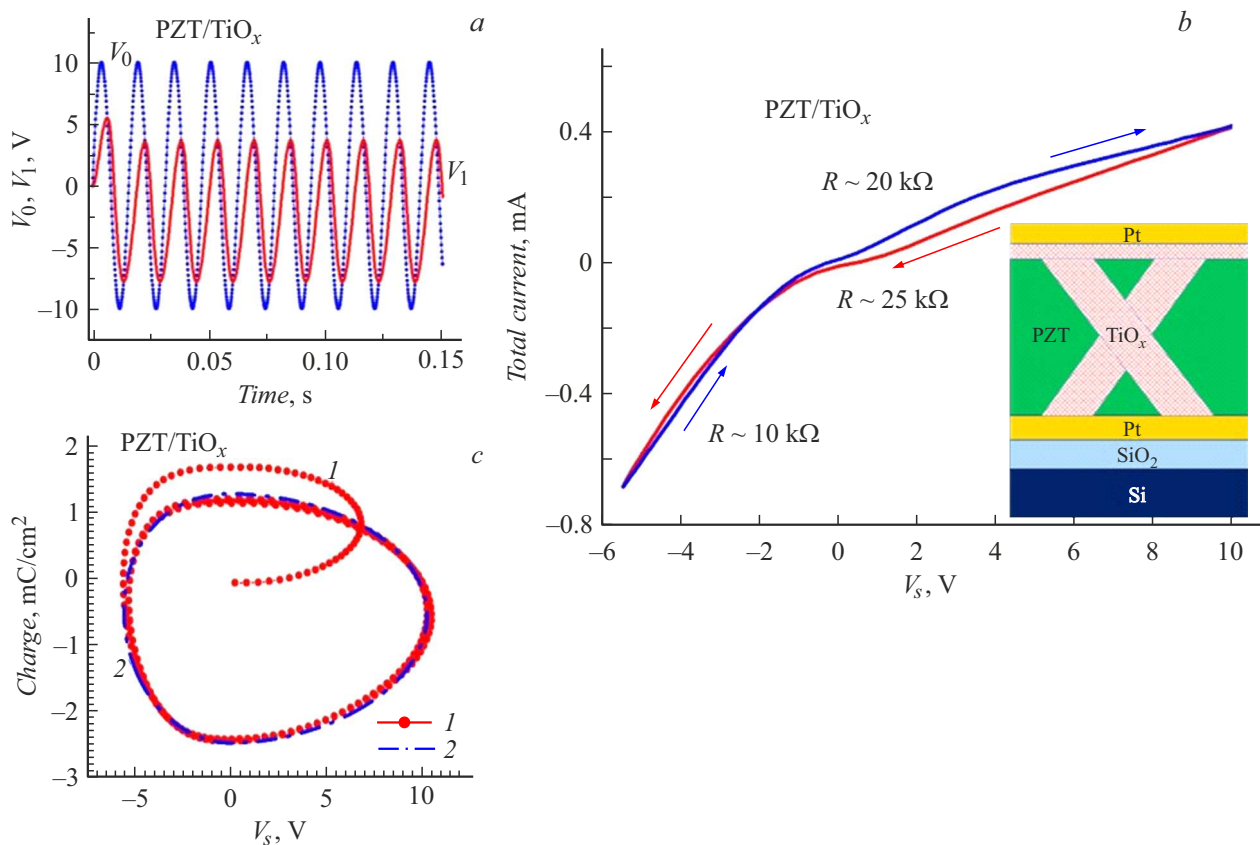 PZT/TiOx
a
V0
10
5
0
−5
−10
V0, V1, V
V1
0
0.05
0.10
0.15
Time, s
b
PZT/TiOx
0.4
0
−0.4
−0.8
Total current, mA
R ~ 20 kΩ
R ~ 25 kΩ
R ~ 10 kΩ
Pt
PZT
TiOx
Pt
SiO2
Si
−6
−4
−2
0
2
4
6
8
10
Vs, V
PZT/TiOx
c
2
1
0
−1
−2
−3
Charge, mC/cm2
1
2
1
2
−5
0
5
10
Vs, V